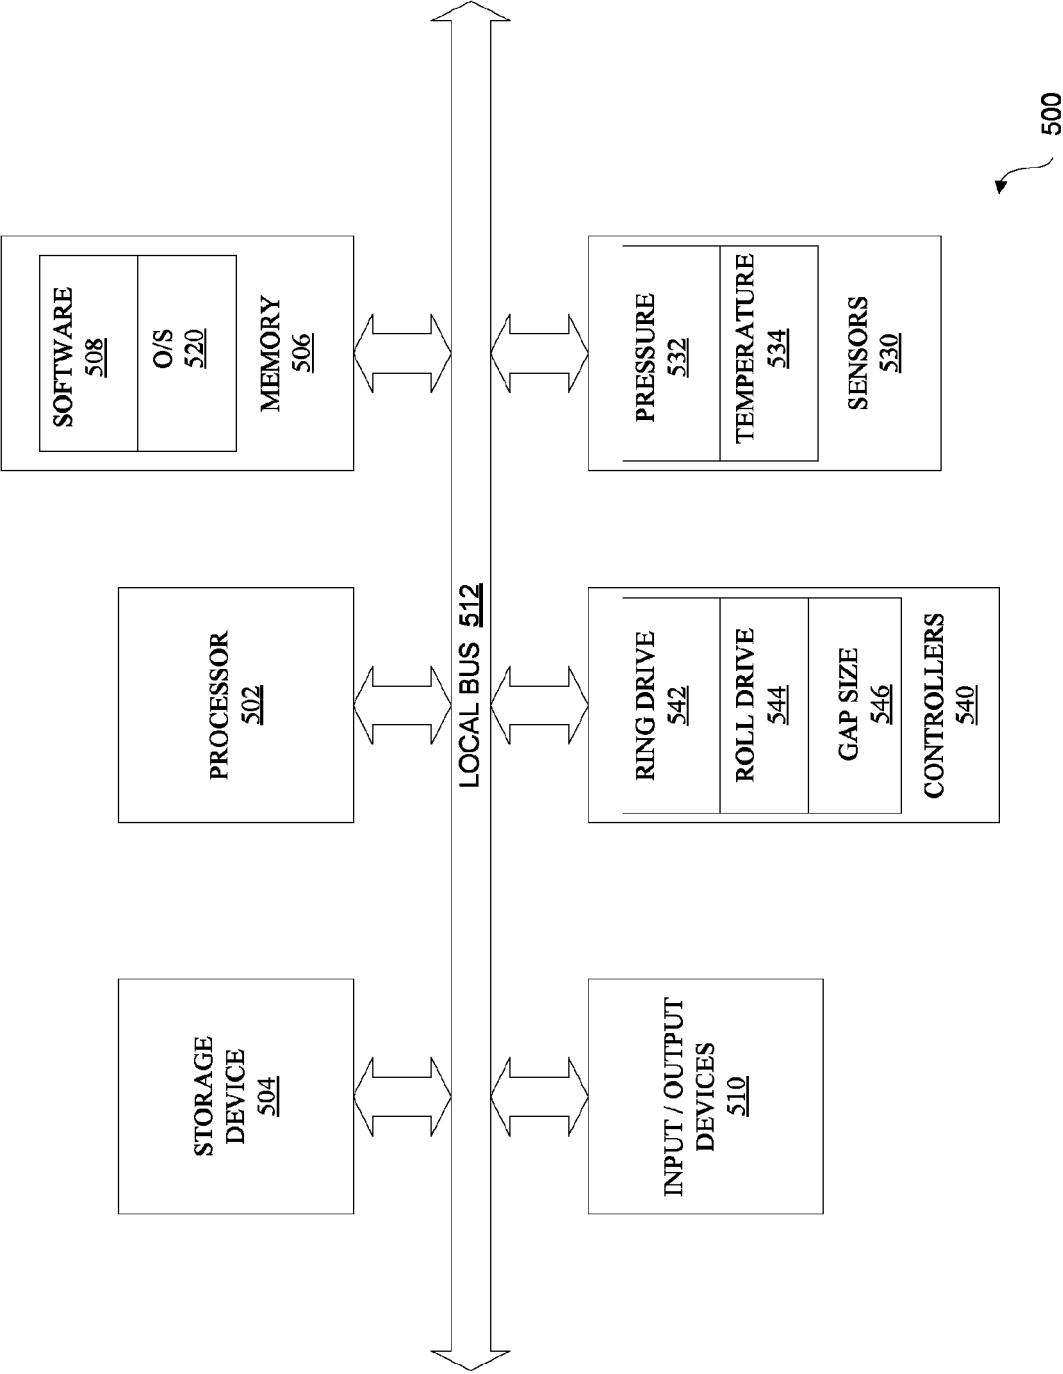 STORAGE
DEVICE
504
PROCESSOR
502
SOFTWARE
508
O/S
520
MEMORY
506
LOCAL BUS 512
INPUT / OUTPUT
DEVICES
510
RING DRIVE
542
ROLL DRIVE
544
GAP SIZE
546
CONTROLLERS
540
PRESSURE
532
TEMPERATURE
534
SENSORS
530
500